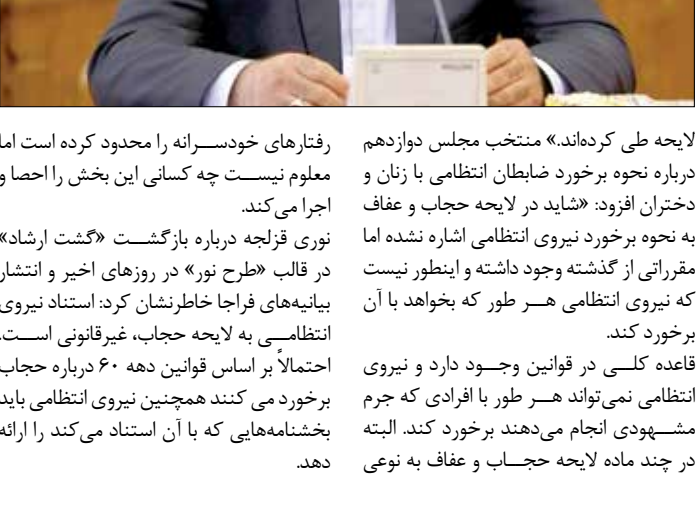 لایحه طی کرده‌اند.» منتخب مجلس دوازدهم
درباره نحوه برخورد ضابطان انتظامی با زنان و
دختران افزود: «شاید در لایحه حجاب و عفاف
به نحوه برخورد نیروی انتظامی اشاره نشده اما
مقرراتی از گذشته وجود داشته و اینطور نیست
که نیروی انتظامی هر طور که بخواهد با آن
برخورد کند.
قاعده کلی در قوانین وجود دارد و نیروی
انتظامی نمی‌تواند هر طور با افرادی که جرم
مشهودی انجام می‌دهند برخورد کند. البته
در چند ماده لایحه حجاب و عفاف به نوعی
رفتارهای خودسرانه را محدود کرده است اما
معلوم نیست چه کسانی این بخش را احصا و
اجرا می‌کند.
نوری قزلجه درباره بازگشت «گشت ارشاد»
در قالب «طرح نور» در روزهای اخیر و انتشار
بیانیه‌های فراجا خاطرنشان کرد: استناد نیروی
انتظامی به لایحه حجاب، غیرقانونی است.
احتمالاً بر اساس قوانین دهه ۶۰ درباره حجاب
برخورد می کنند همچنین نیروی انتظامی باید
بخشنامه‌هایی که با آن استناد می‌کند را ارائه
دهد.